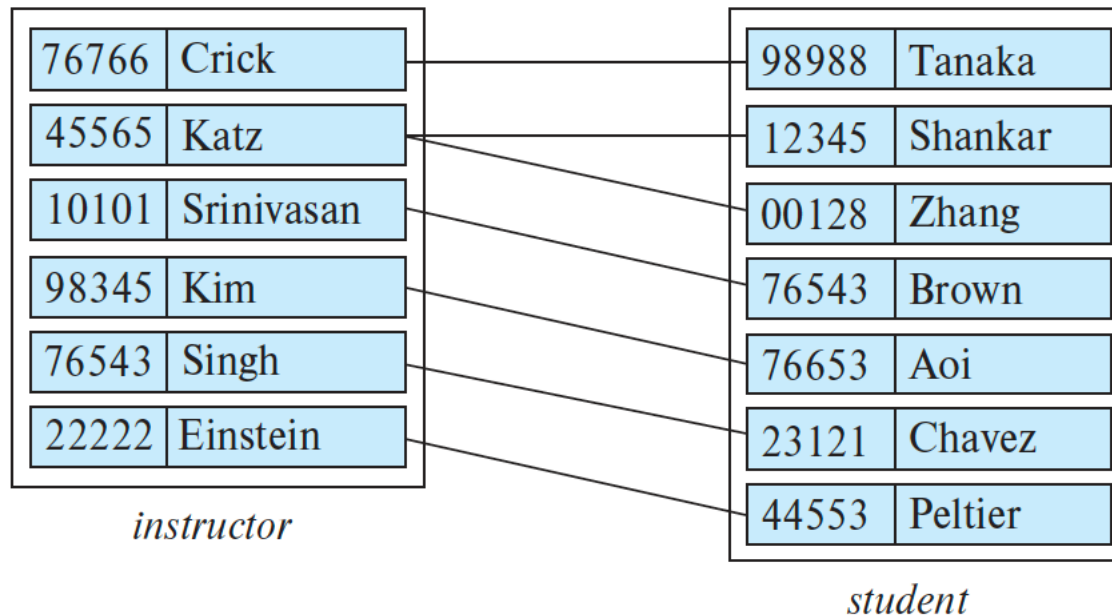 76766 Crick
45565 Katz
10101 Srinivasan
98345 Kim
76543 Singh
22222 Einstein
instructor
98988 Tanaka
12345 Shankar
00128 Zhang
76543 Brown
76653 Aoi
23121 Chavez
44553 Peltier
student